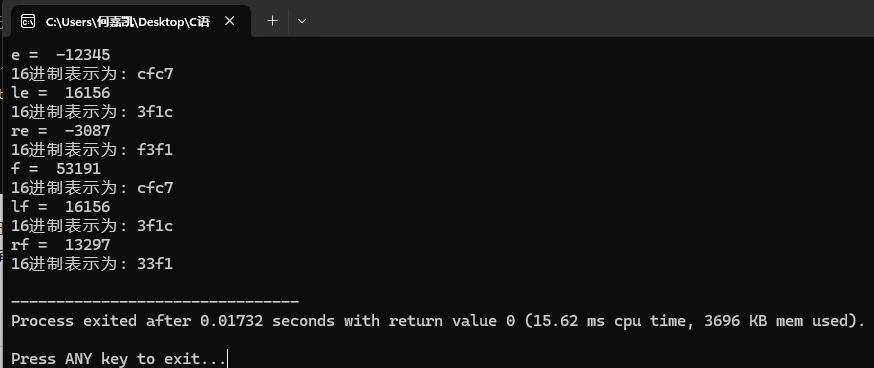 C:\Users\何嘉凯\Desktop\C语
e =  -12345
16进制表示为: cfc7
le =  16156
16进制表示为: 3f1c
re =  -3087
16进制表示为: f3f1
f =  53191
16进制表示为: cfc7
lf =  16156
16进制表示为: 3f1c
rf =  13297
16进制表示为: 33f1
--------------------------------
Process exited after 0.01732 seconds with return value 0 (15.62 ms cpu time, 3696 KB mem used).
Press ANY key to exit...